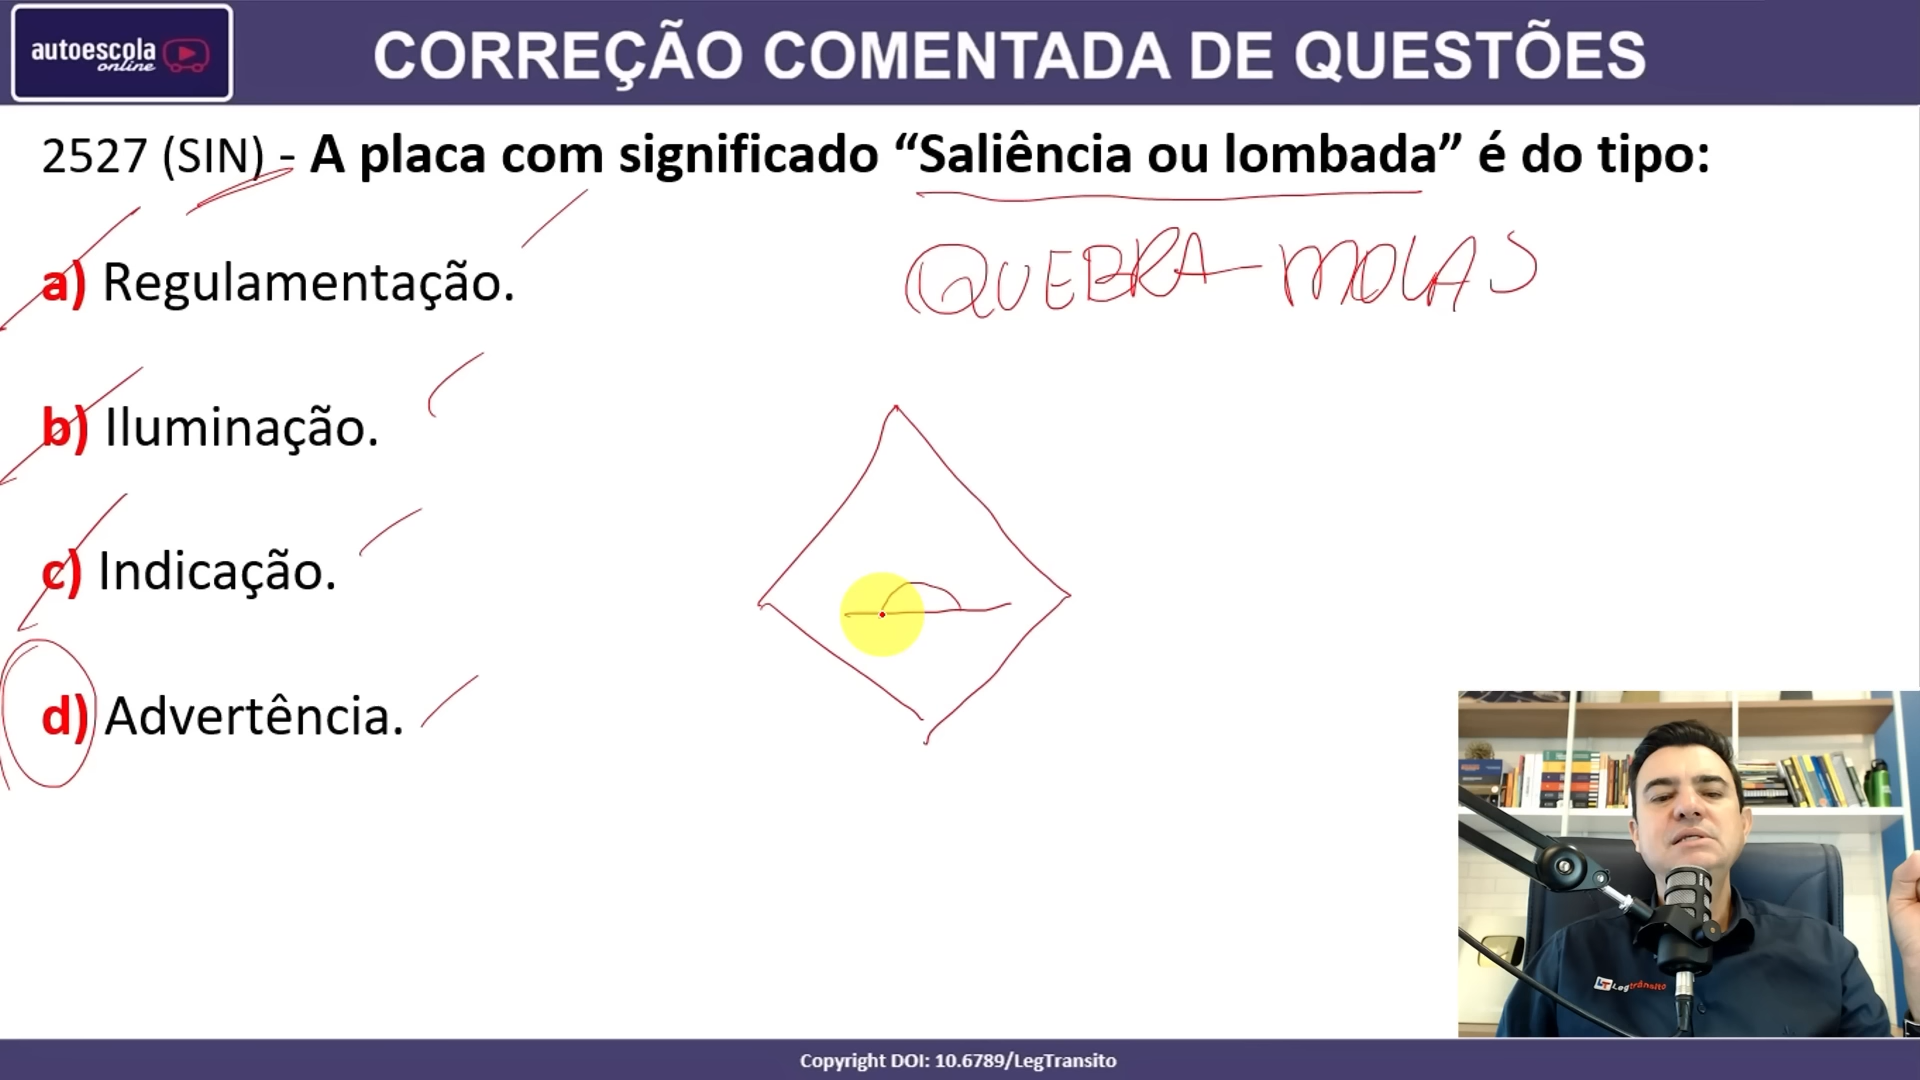 autoescola
online
CORREÇÃO COMENTADA DE QUESTÕES
2527 (SIN) - A placa com significado “Saliência ou lombada” é do tipo:
QUEBRA-MOLAS
a) Regulamentação.
b) Iluminação.
c) Indicação.
d) Advertência.
Legtrânsito
Copyright DOI: 10.6789/LegTransito